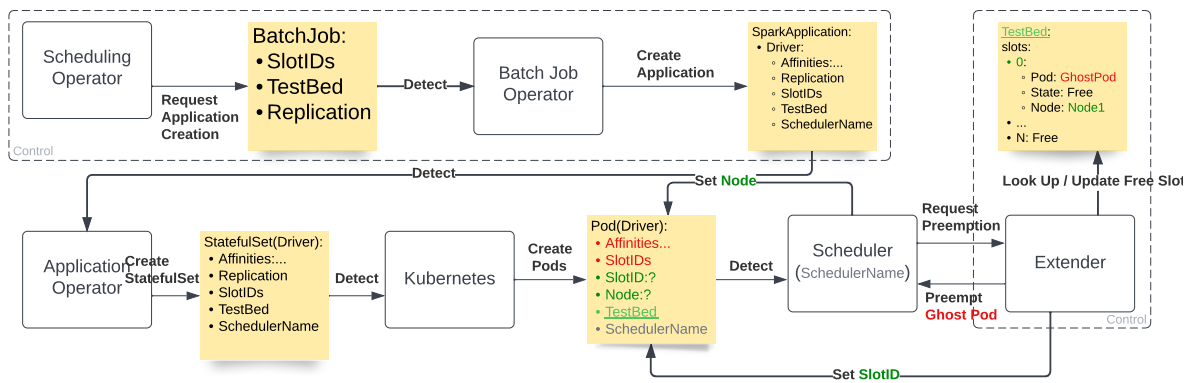 Scheduling
Operator
Request
Application
Creation
BatchJob:
• SlotIDs
• TestBed
• Replication
Detect
Batch Job
Operator
Create
Application
SparkApplication:
• Driver:
◦ Affinities:...
◦ Replication
◦ SlotIDs
◦ TestBed
◦ SchedulerName
Control
TestBed:
slots:
• 0:
◦ Pod: GhostPod
◦ State: Free
◦ Node: Node1
• ...
• N: Free
Detect
Set Node
Look Up / Update Free Slot
Application
Operator
Create
StatefulSet
StatefulSet(Driver):
• Affinities:...
• Replication
• SlotIDs
• TestBed
• SchedulerName
Detect
Kubernetes
Create
Pods
Pod(Driver):
• Affinities...
• SlotIDs
• SlotID:?
• Node:?
• TestBed
• SchedulerName
Detect
Scheduler
(SchedulerName)
Request
Preemption
Preempt
Ghost Pod
Extender
Control
Set SlotID